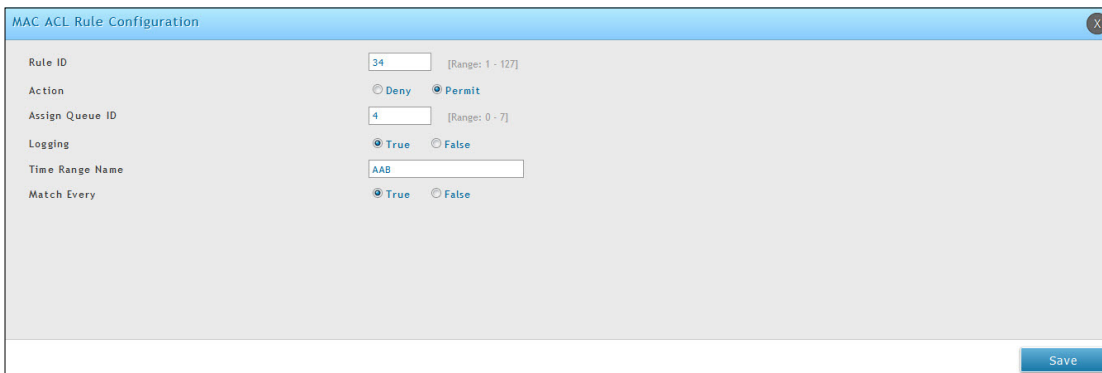 MAC ACL Rule Configuration
X
Rule ID 34 [Range: 1 - 127]
Action Deny Permit
Assign Queue ID 4 [Range: 0 - 7]
Logging True False
Time Range Name AAB
Match Every True False
Save